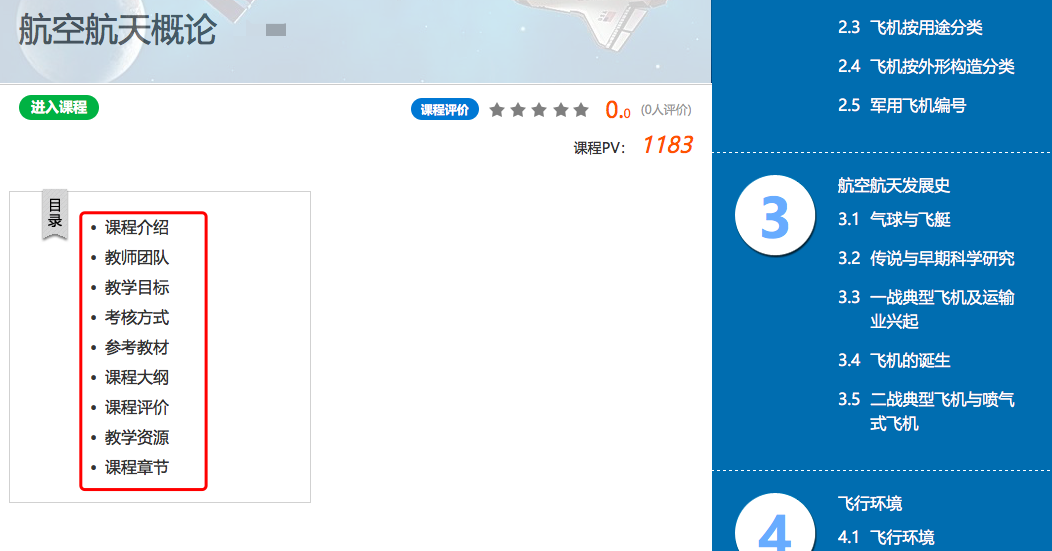 航空航天概论
进入课程
课程评价
0.0
(0人评价)
课程PV: 1183
目录
• 课程介绍
• 教师团队
• 教学目标
• 考核方式
• 参考教材
• 课程大纲
• 课程评价
• 教学资源
• 课程章节
2.3 飞机按用途分类
2.4 飞机按外形构造分类
2.5 军用飞机编号
3
航空航天发展史
3.1 气球与飞艇
3.2 传说与早期科学研究
3.3 一战典型飞机及运输
业兴起
3.4 飞机的诞生
3.5 二战典型飞机与喷气
式飞机
4
飞行环境
4.1 飞行环境